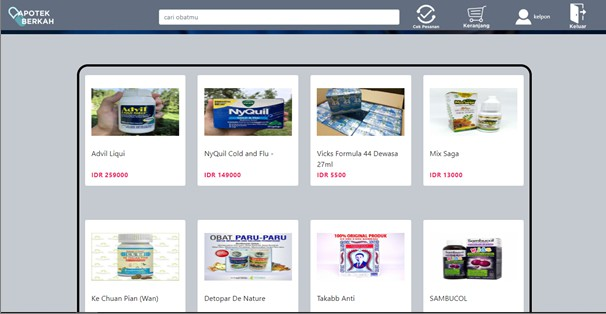 APOTEK
BERKAH
cari obatmu
Cek Pesanan
Keranjang
kelpon
Keluar
Advil
NyQuil
Advil Liqui
NyQuil Cold and Flu -
Vicks Formula 44 Dewasa
27ml
Mix Saga
IDR 259000
IDR 149000
IDR 5500
IDR 13000
OBAT PARU-PARU
100% ORIGINAL PRODUK
Sambucol
Ke Chuan Pian (Wan)
Detopar De Nature
Takabb Anti
SAMBUCOL